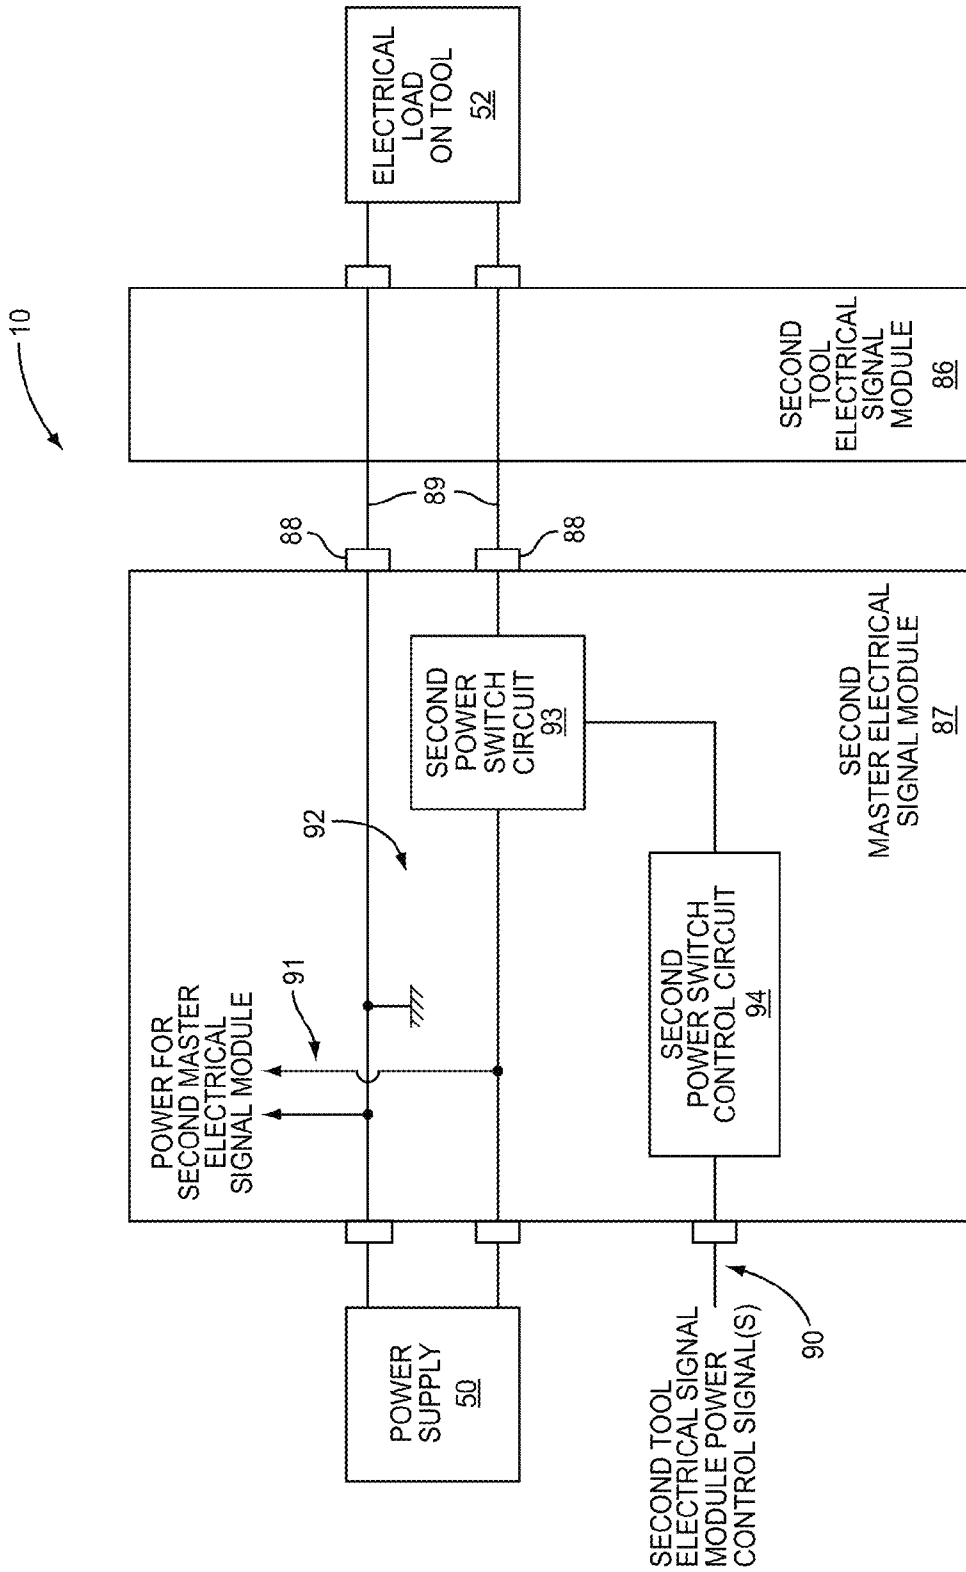 10
POWER FOR
SECOND MASTER
ELECTRICAL
SIGNAL MODULE
91
92
88
89
88
POWER
SUPPLY
50
SECOND
POWER
SWITCH
CIRCUIT
93
ELECTRICAL
LOAD
ON TOOL
52
SECOND TOOL
ELECTRICAL SIGNAL
MODULE POWER
CONTROL SIGNAL(S)
90
SECOND
POWER SWITCH
CONTROL CIRCUIT
94
SECOND
MASTER ELECTRICAL
SIGNAL MODULE
87
SECOND
TOOL
ELECTRICAL
SIGNAL
MODULE
86